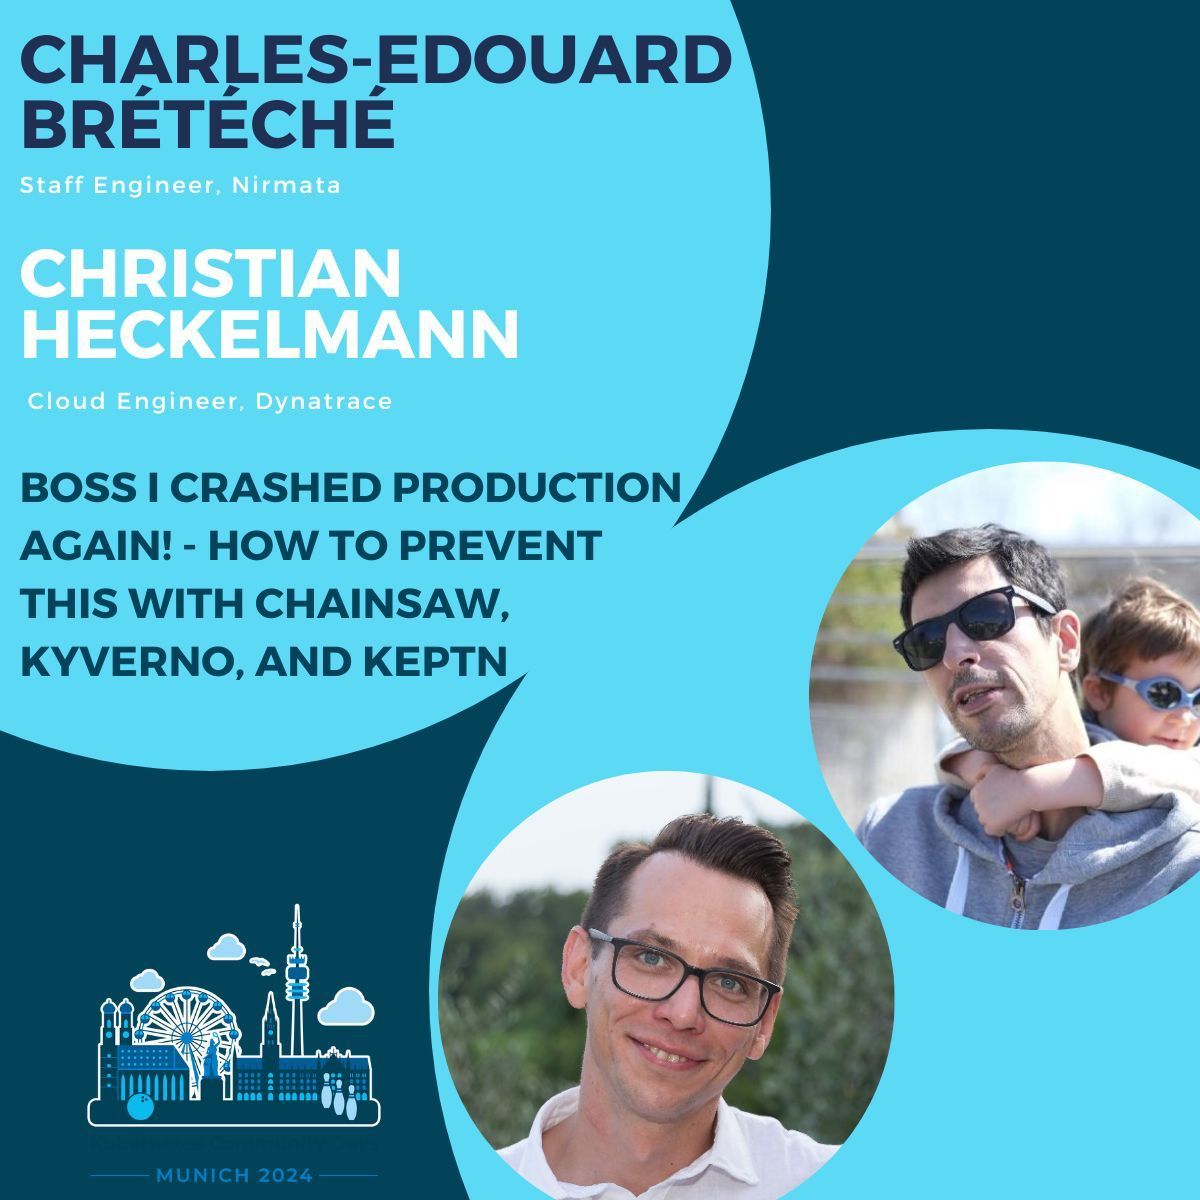 CHARLES-EDOUARD
BRÉTÉCHÉ
Staff Engineer, Nirmata
CHRISTIAN
HECKELMANN
Cloud Engineer, Dynatrace
BOSS I CRASHED PRODUCTION
AGAIN! - HOW TO PREVENT
THIS WITH CHAINSAW,
KYVERNO, AND KEPTN
MUNICH 2024